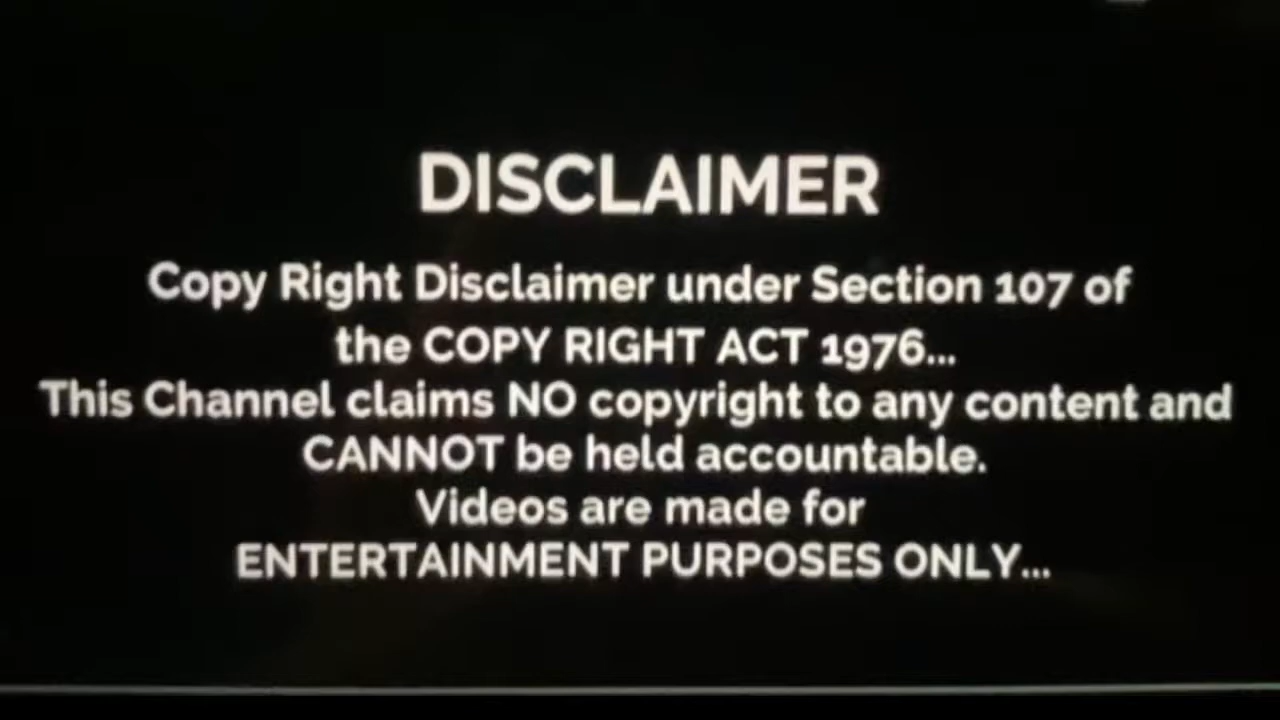 DISCLAIMER
Copy Right Disclaimer under Section 107 of
the COPY RIGHT ACT 1976...
This Channel claims NO copyright to any content and
CANNOT be held accountable.
Videos are made for
ENTERTAINMENT PURPOSES ONLY...